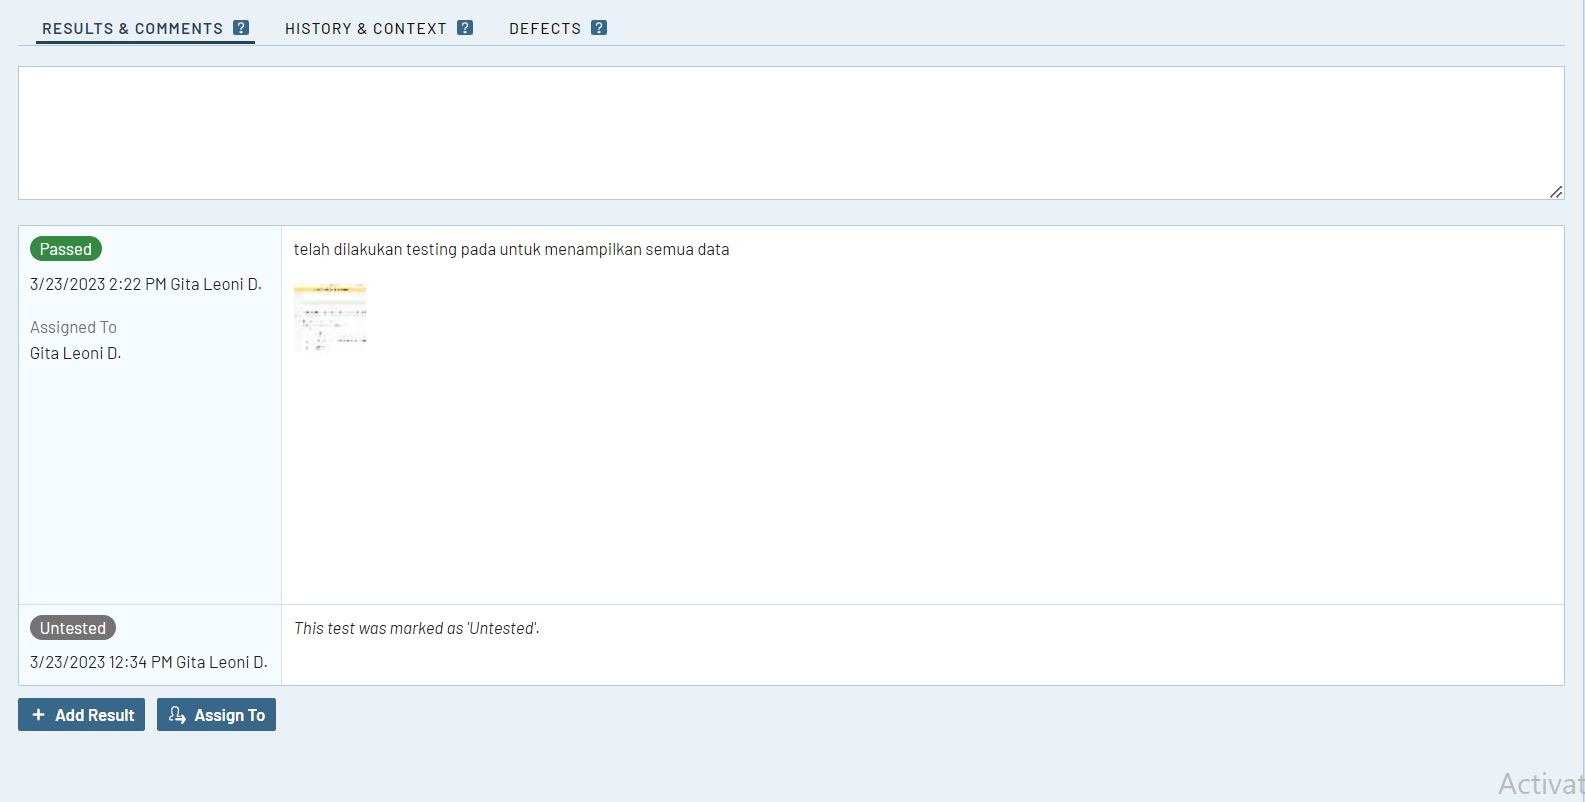 RESULTS & COMMENTS ? HISTORY & CONTEXT ? DEFECTS ?
Passed
3/23/2023 2:22 PM Gita Leoni D.
Assigned To
Gita Leoni D.
telah dilakukan testing pada untuk menampilkan semua data
Untested
3/23/2023 12:34 PM Gita Leoni D.
This test was marked as 'Untested'.
+ Add Result Assign To
Activat